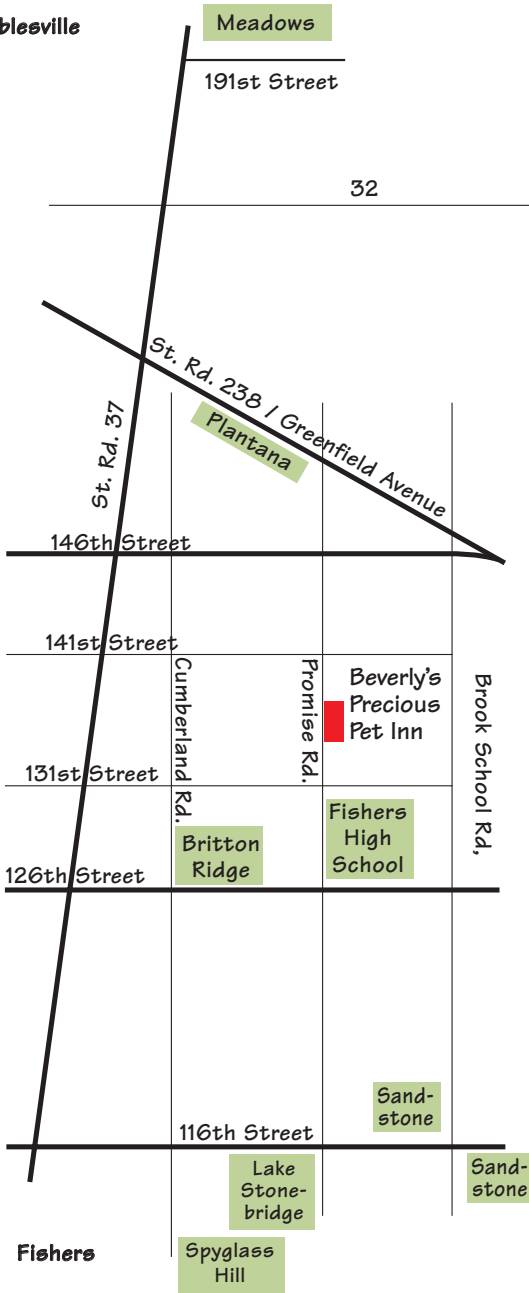 blesville
Meadows
191st Street
32
St. Rd. 238 / Greenfield Avenue
Plantana
St. Rd. 37
146th Street
141st Street
Cumberland Rd.
Promise Rd.
Beverly's
Precious
Pet Inn
Brook School Rd,
131st Street
Britton
Ridge
Fishers
High
School
126th Street
Sand-
stone
116th Street
Lake
Stone-
bridge
Sand-
stone
Fishers
Spyglass
Hill